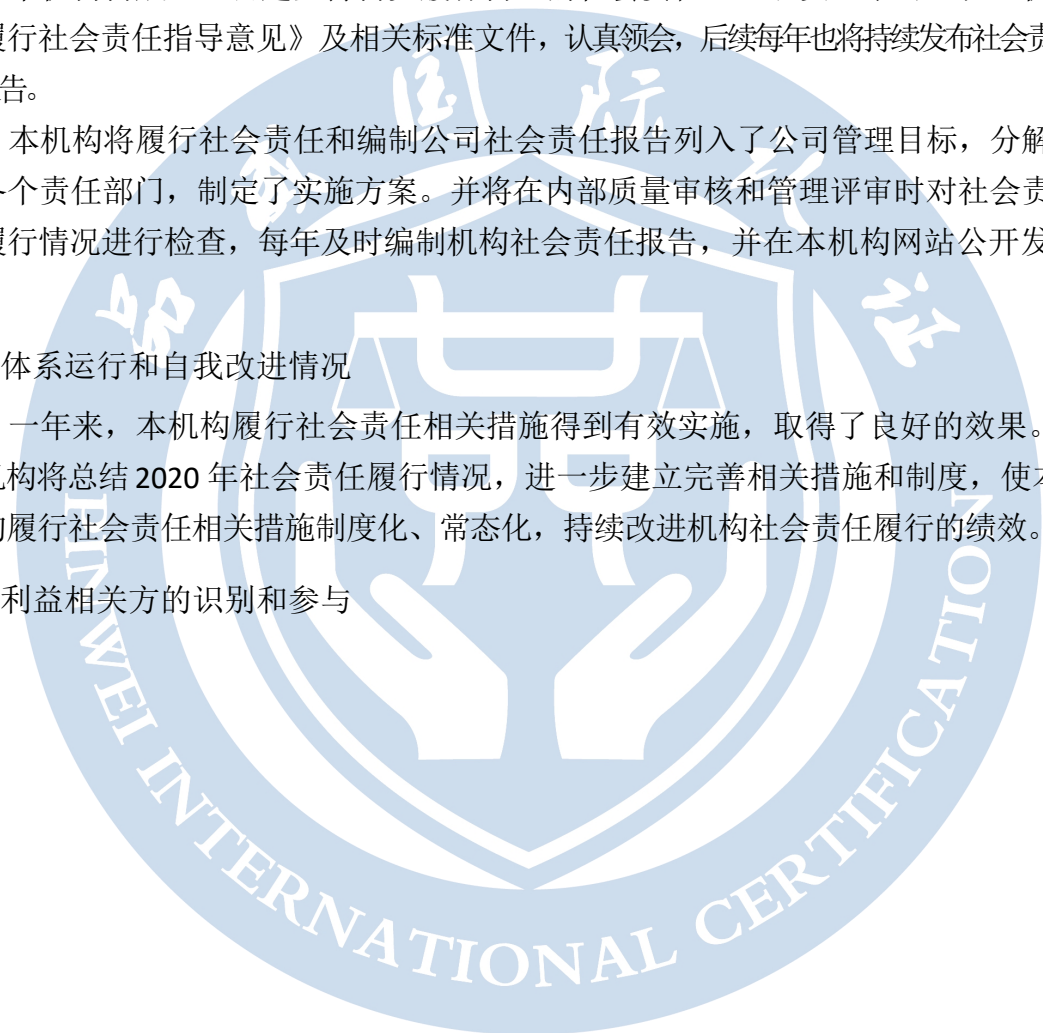 履行社会责任指导意见》及相关标准文件，认真领会，后续每年也将持续发布社会责
告。
本机构将履行社会责任和编制公司社会责任报告列入了公司管理目标，分解
各个责任部门，制定了实施方案。并将在内部质量审核和管理评审时对社会责
履行情况进行检查，每年及时编制机构社会责任报告，并在本机构网站公开发
体系运行和自我改进情况
一年来，本机构履行社会责任相关措施得到有效实施，取得了良好的效果。
机构将总结 2020 年社会责任履行情况，进一步建立完善相关措施和制度，使本
构履行社会责任相关措施制度化、常态化，持续改进机构社会责任履行的绩效。
利益相关方的识别和参与
国际认证
INWEI INTERNATIONAL CERTIFICATION